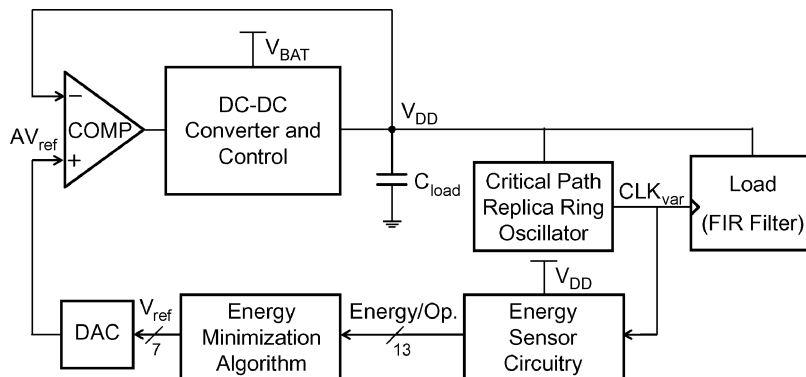 V_BAT
DC-DC
Converter and
Control
−
COMP
+
AV_ref
V_DD
C_load
Critical Path
Replica Ring
Oscillator
CLK_var
Load
(FIR Filter)
V_DD
DAC
V_ref
7
Energy
Minimization
Algorithm
Energy/Op.
13
Energy
Sensor
Circuitry